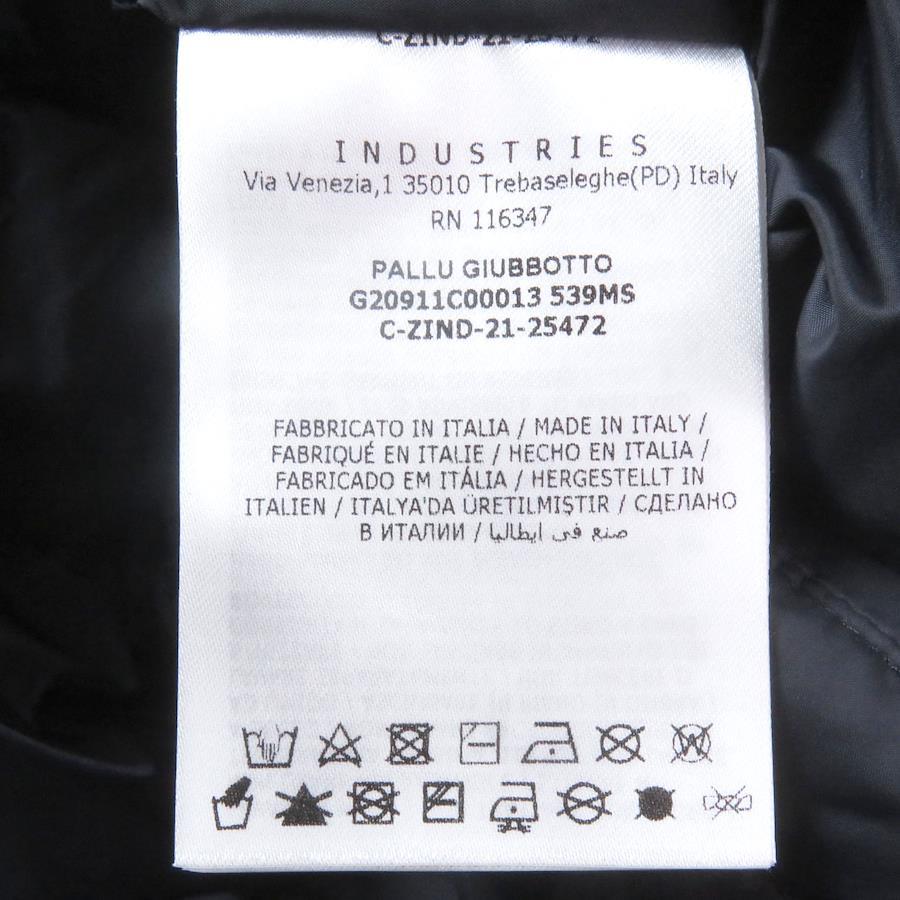 C-ZIND-21-25472
INDUSTRIES
Via Venezia,1 35010 Trebaseleghe(PD) Italy
RN 116347
PALLU GIUBBOTTO
G20911C00013 539MS
C-ZIND-21-25472
FABBRICATO IN ITALIA / MADE IN ITALY /
FABRIQUÉ EN ITALIE / HECHO EN ITALIA /
FABRICADO EM ITÁLIA / HERGESTELLT IN
ITALIEN / ITALYA'DA ÜRETILMIŞTIR / СДЕЛАНО
В ИТАЛИИ / صنع في ايطاليا